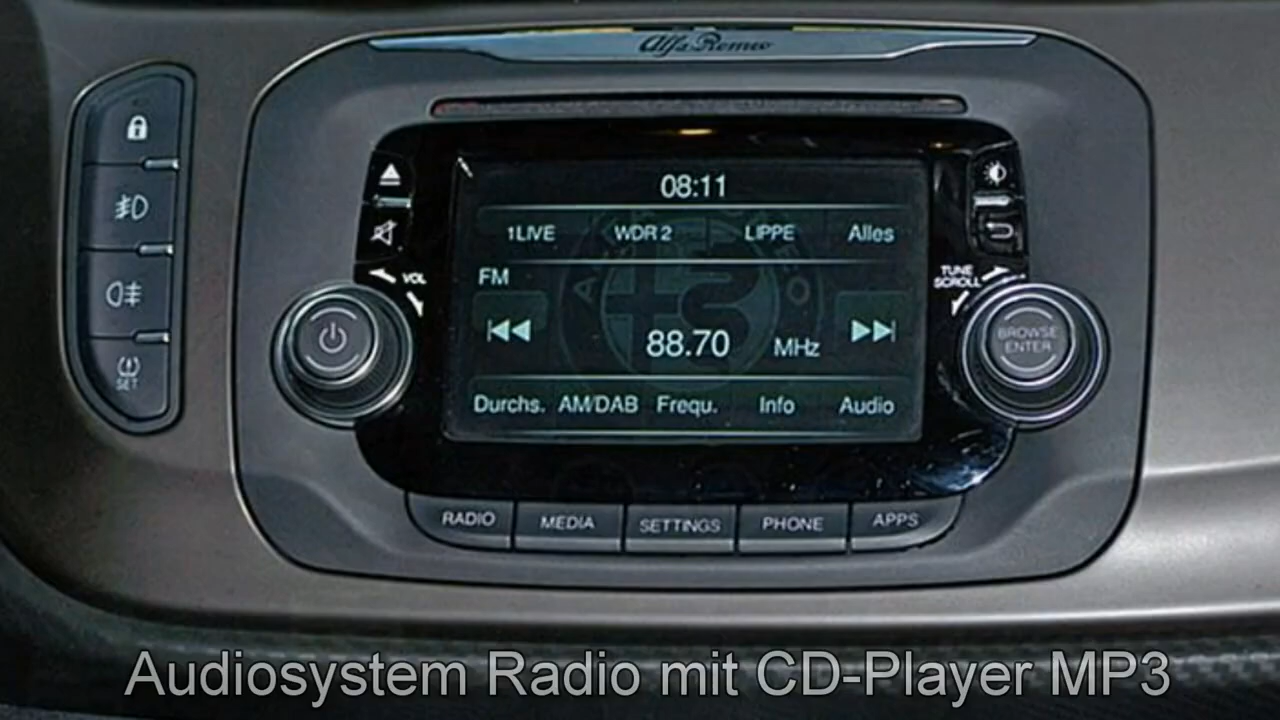 Alfa Romeo
08:11
1LIVE WDR 2 LIPPE Alles
VOL
FM
TUNE
SCROLL
88.70 MHz
BROWSE
ENTER
SET
Durchs. AM/DAB Frequ. Info Audio
RADIO MEDIA SETTINGS PHONE APPS
Audiosystem Radio mit CD-Player MP3